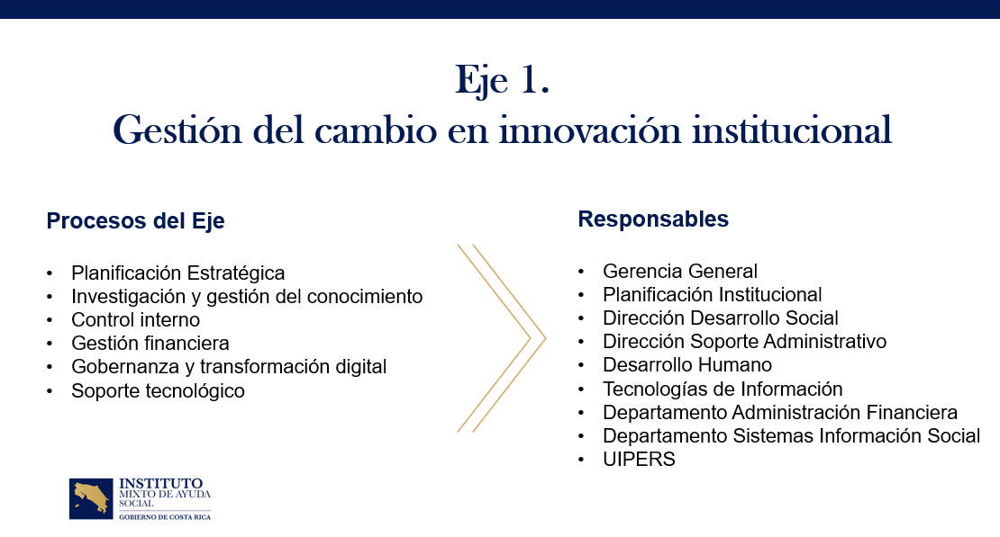 Eje 1.
Gestión del cambio en innovación institucional
Procesos del Eje
• Planificación Estratégica
• Investigación y gestión del conocimiento
• Control interno
• Gestión financiera
• Gobernanza y transformación digital
• Soporte tecnológico
Responsables
• Gerencia General
• Planificación Institucional
• Dirección Desarrollo Social
• Dirección Soporte Administrativo
• Desarrollo Humano
• Tecnologías de Información
• Departamento Administración Financiera
• Departamento Sistemas Información Social
• UIPERS
INSTITUTO
MIXTO DE AYUDA
SOCIAL
GOBIERNO DE COSTA RICA